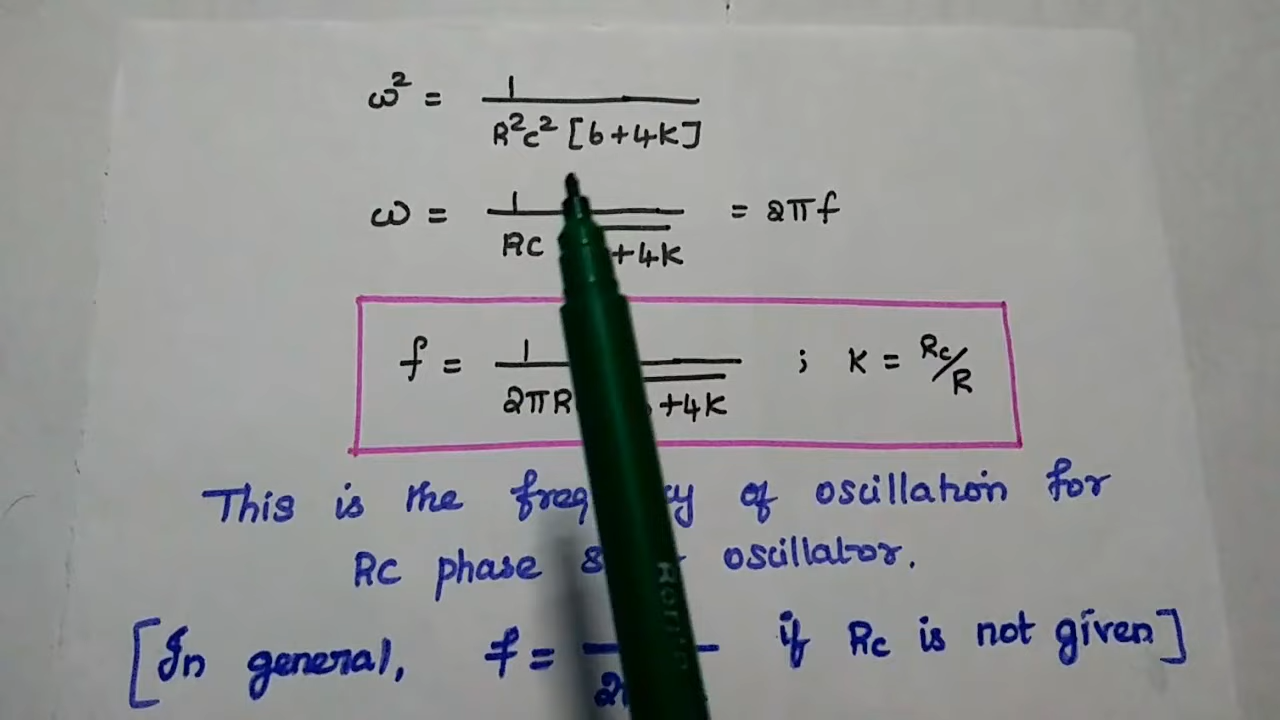 ω² = 1 / R²C² [6+4K]
ω = 1 / RC +4K = 2πf
f = 1 / 2πR +4K ; K = Rc/R
This is the of oscillation for
RC phase oscillator.
[In general, f = if Rc is not given]